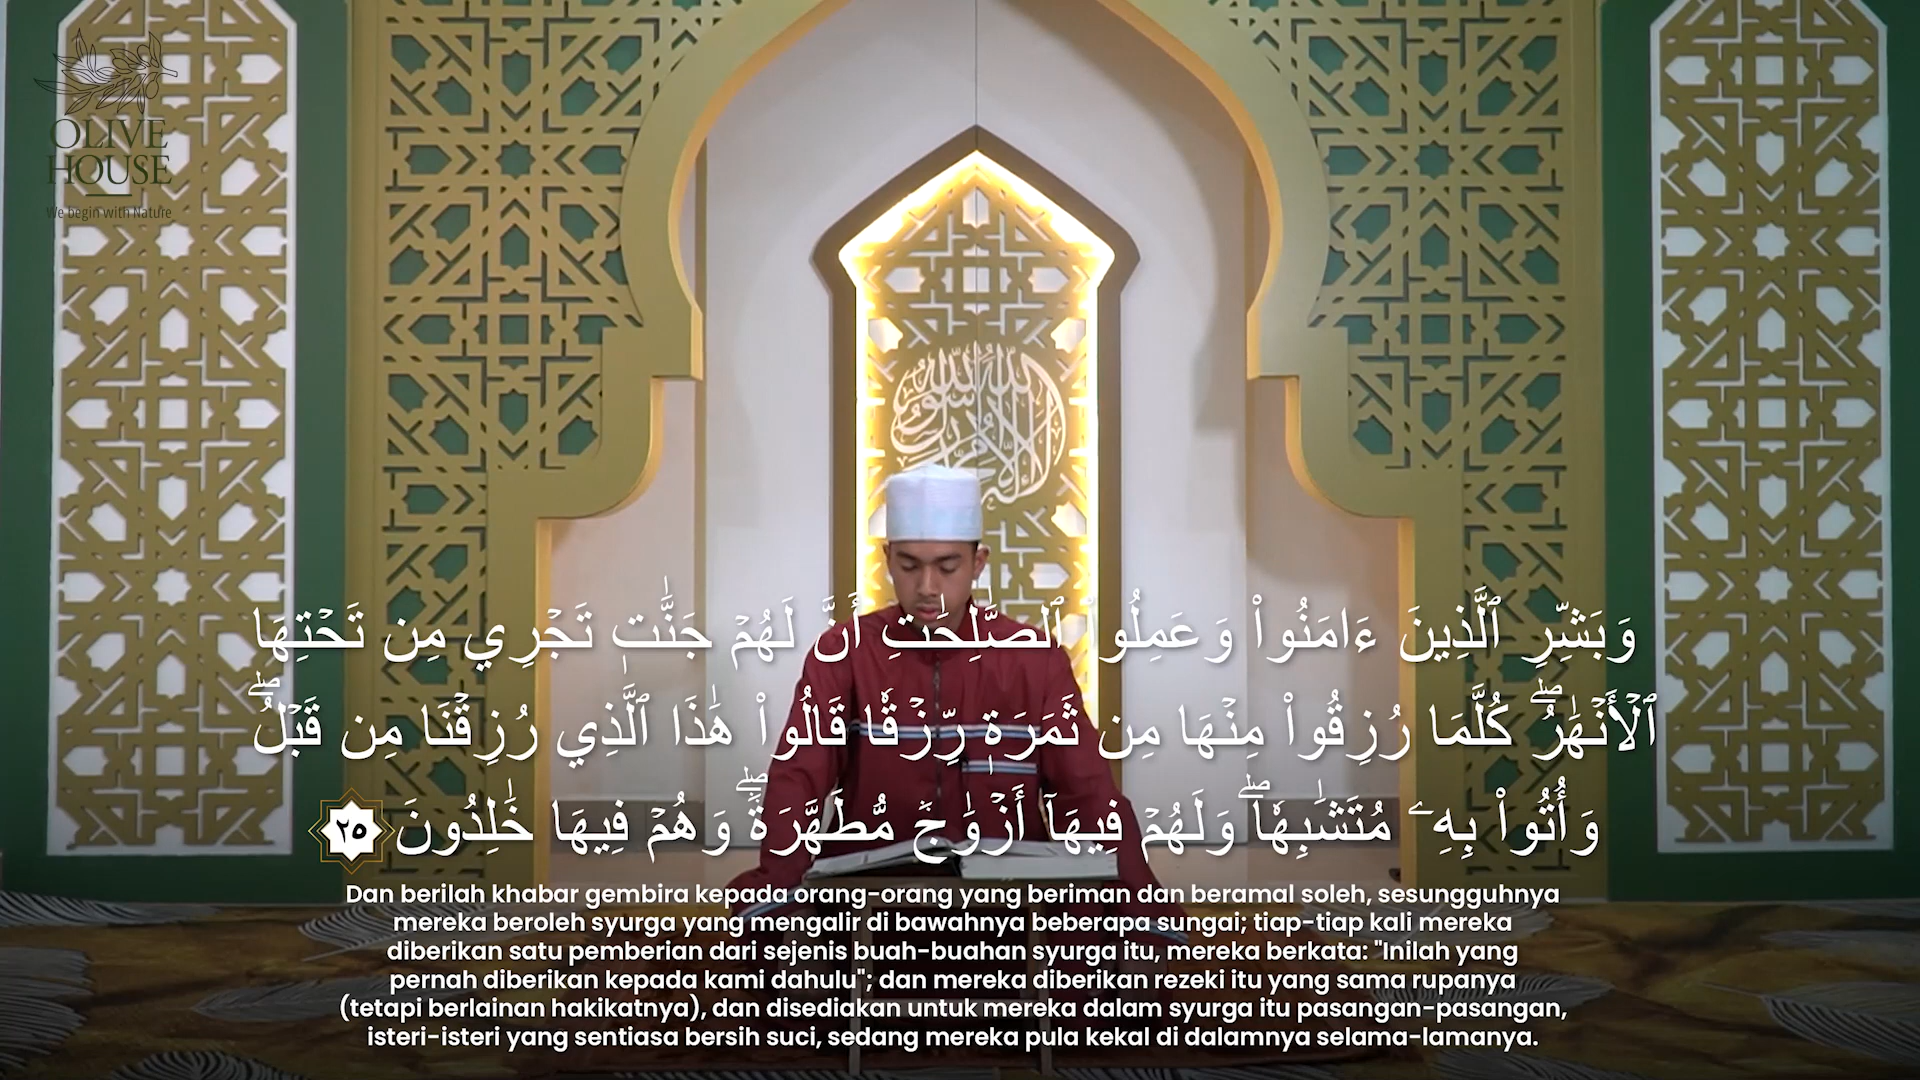 OLIVE
HOUSE
We begin with Nature
وَبَشِّرِ ٱلَّذِينَ ءَامَنُواْ وَعَمِلُواْ ٱلصَّٰلِحَٰتِ أَنَّ لَهُمۡ جَنَّٰتٖ تَجۡرِي مِن تَحۡتِهَا
ٱلۡأَنۡهَٰرُۖ كُلَّمَا رُزِقُواْ مِنۡهَا مِن ثَمَرَةٖ رِّزۡقٗا قَالُواْ هَٰذَا ٱلَّذِي رُزِقۡنَا مِن قَبۡلُۖ
وَأُتُواْ بِهِۦ مُتَشَٰبِهٗاۖ وَلَهُمۡ فِيهَآ أَزۡوَٰجٞ مُّطَهَّرَةٞۖ وَهُمۡ فِيهَا خَٰلِدُونَ ٢٥
Dan berilah khabar gembira kepada orang-orang yang beriman dan beramal soleh, sesungguhnya
mereka beroleh syurga yang mengalir di bawahnya beberapa sungai; tiap-tiap kali mereka
diberikan satu pemberian dari sejenis buah-buahan syurga itu, mereka berkata: "Inilah yang
pernah diberikan kepada kami dahulu"; dan mereka diberikan rezeki itu yang sama rupanya
(tetapi berlainan hakikatnya), dan disediakan untuk mereka dalam syurga itu pasangan-pasangan,
isteri-isteri yang sentiasa bersih suci, sedang mereka pula kekal di dalamnya selama-lamanya.